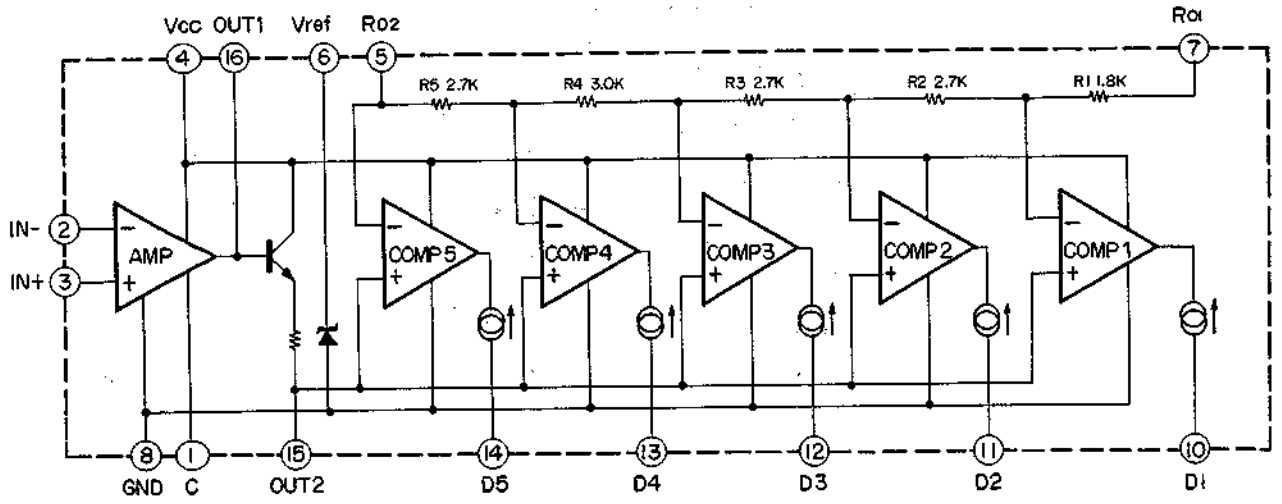 Vcc OUT1 Vref R02 R01
4 16 6 5 7
R5 2.7K R4 3.0K R3 2.7K R2 2.7K R1 1.8K
IN- 2 - AMP
IN+ 3 +
- COMP5 +
- COMP4 +
- COMP3 +
- COMP2 +
- COMP1 +
8 1 15 14 13 12 11 10
GND C OUT2 D5 D4 D3 D2 D1